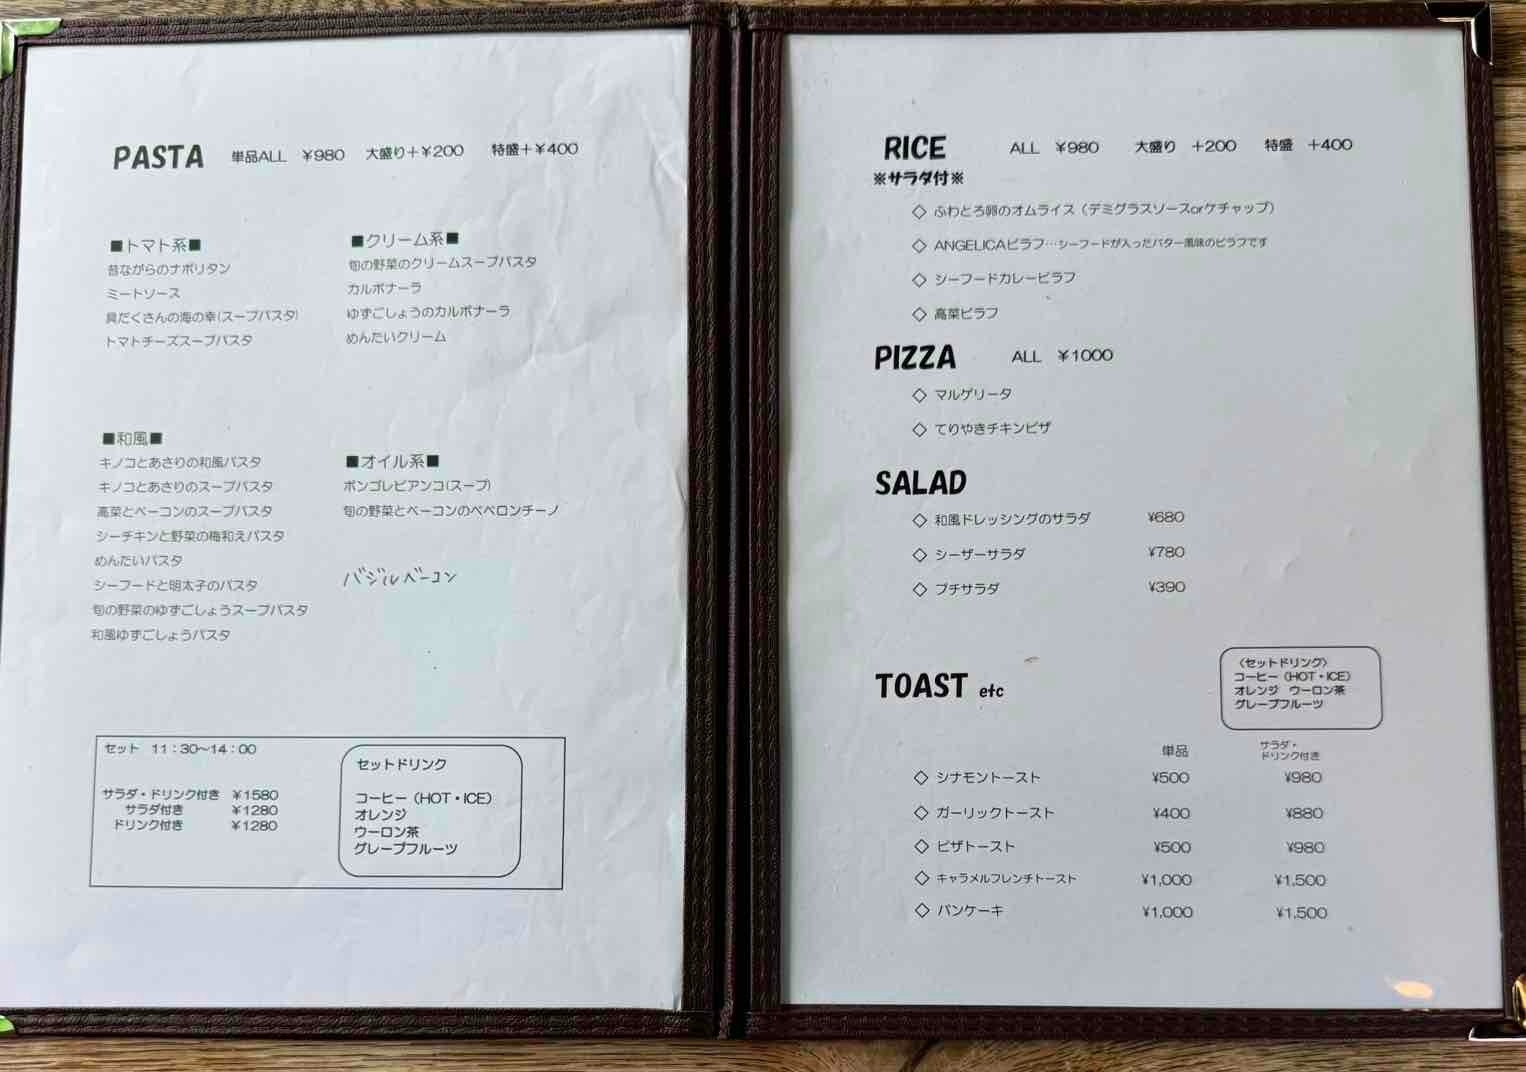 PASTA 単品ALL ¥980 大盛り+¥200 特盛+¥400
■トマト系■
昔ながらのナポリタン
ミートソース
具だくさんの海の幸(スープパスタ)
トマトチーズスープパスタ
■クリーム系■
旬の野菜のクリームスープパスタ
カルボナーラ
ゆずごしょうのカルボナーラ
めんたいクリーム
■和風■
キノコとあさりの和風パスタ
キノコとあさりのスープパスタ
高菜とベーコンのスープパスタ
シーチキンと野菜の梅和えパスタ
めんたいパスタ
シーフードと明太子のパスタ
旬の野菜のゆずごしょうスープパスタ
和風ゆずごしょうパスタ
■オイル系■
ボンゴレビアンコ(スープ)
旬の野菜とベーコンのペペロンチーノ
バジルベーコン
セット 11：30～14：00
サラダ・ドリンク付き ¥1580
サラダ付き ¥1280
ドリンク付き ¥1280
セットドリンク
コーヒー（HOT・ICE）
オレンジ
ウーロン茶
グレープフルーツ
RICE ALL ¥980 大盛り +200 特盛 +400
※サラダ付※
◇ ふわとろ卵のオムライス（デミグラスソースorケチャップ）
◇ ANGELICAピラフ…シーフードが入ったバター風味のピラフです
◇ シーフードカレーピラフ
◇ 高菜ピラフ
PIZZA ALL ¥1000
◇ マルゲリータ
◇ てりやきチキンピザ
SALAD
◇ 和風ドレッシングのサラダ ¥680
◇ シーザーサラダ ¥780
◇ プチサラダ ¥390
〈セットドリンク〉
コーヒー（HOT・ICE）
オレンジ ウーロン茶
グレープフルーツ
TOAST etc
単品 サラダ・
ドリンク付き
◇ シナモントースト ¥500 ¥980
◇ ガーリックトースト ¥400 ¥880
◇ ピザトースト ¥500 ¥980
◇ キャラメルフレンチトースト ¥1,000 ¥1,500
◇ パンケーキ ¥1,000 ¥1,500